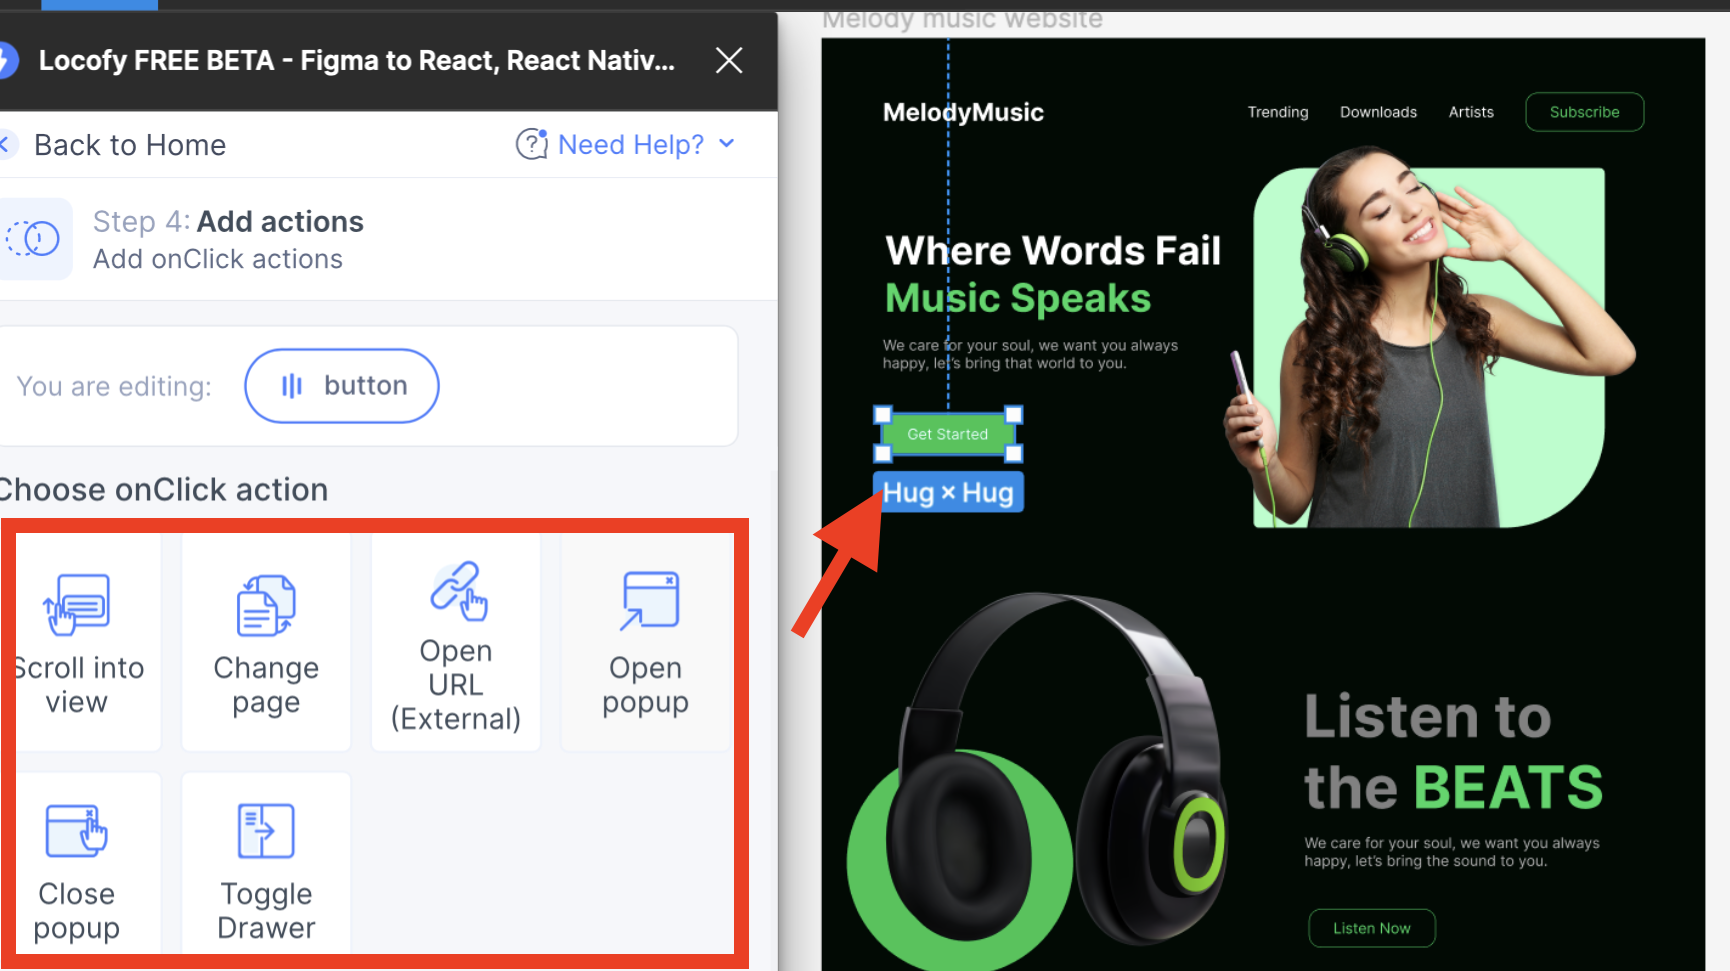 Locofy FREE BETA - Figma to React, React Nativ...
Back to Home
Need Help?
Step 4: Add actions
Add onClick actions
You are editing:
button
Choose onClick action
Scroll into
view
Change
page
Open
URL
(External)
Open
popup
Close
popup
Toggle
Drawer
Melody music website
MelodyMusic
Trending
Downloads
Artists
Subscribe
Where Words Fail
Music Speaks
We care for your soul, we want you always
happy, let's bring that world to you.
Get Started
Hug × Hug
Listen to
the BEATS
We care for your soul, we want you always
happy, let's bring the sound to you.
Listen Now